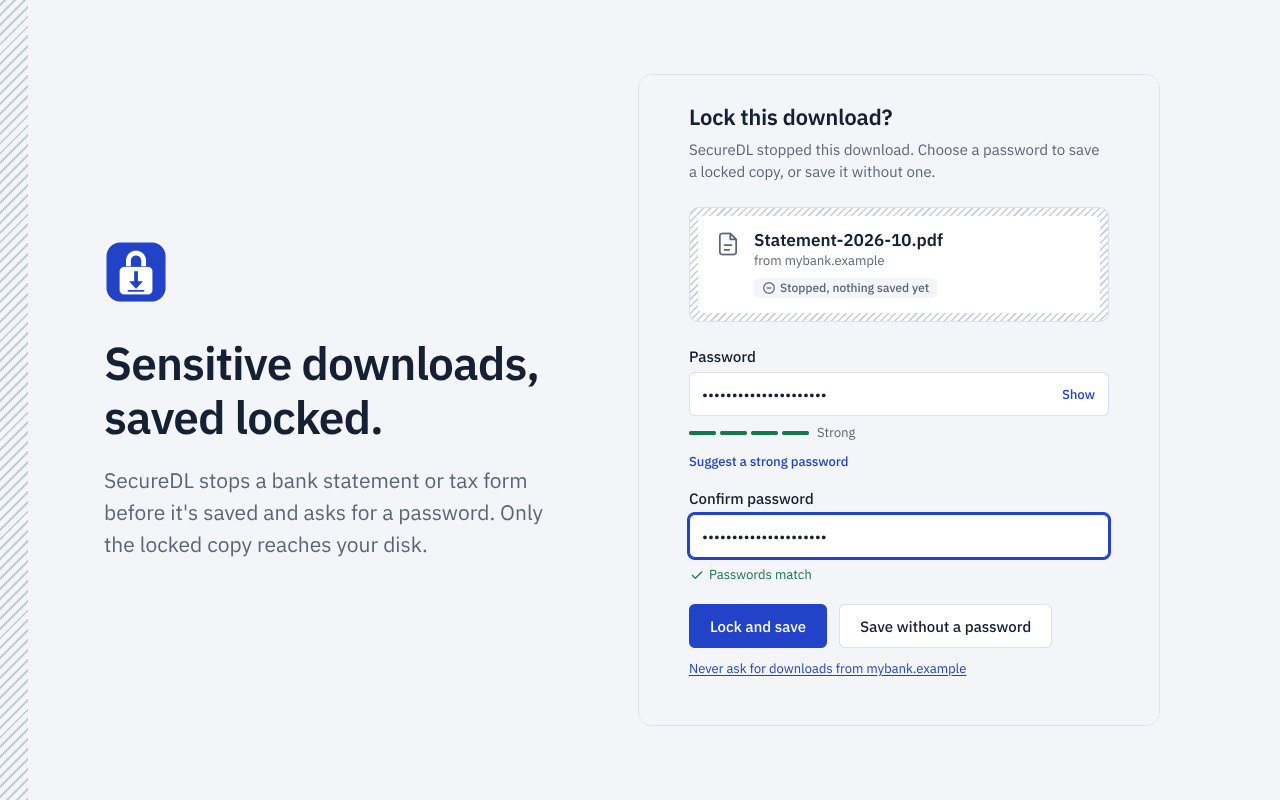 Sensitive downloads,
saved locked.
SecureDL stops a bank statement or tax form
before it's saved and asks for a password. Only
the locked copy reaches your disk.
Lock this download?
SecureDL stopped this download. Choose a password to save
a locked copy, or save it without one.
Statement-2026-10.pdf
from mybank.example
Stopped, nothing saved yet
Password
•••••••••••••••••••••
Show
Strong
Suggest a strong password
Confirm password
•••••••••••••••••••••
Passwords match
Lock and save
Save without a password
Never ask for downloads from mybank.example